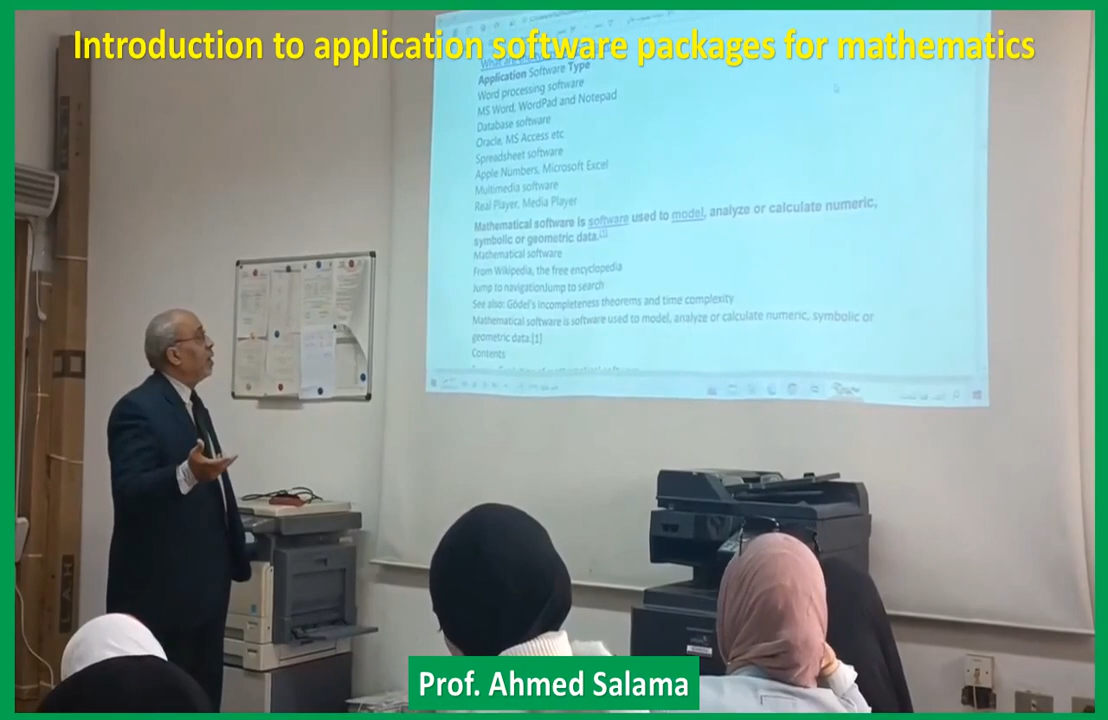 Introduction to application software packages for mathematics
Application Software Type
Word processing software
MS Word, WordPad and Notepad
Database software
Oracle, MS Access etc
Spreadsheet software
Apple Numbers, Microsoft Excel
Multimedia software
Real Player, Media Player
Mathematical software is software used to model, analyze or calculate numeric,
symbolic or geometric data.[1]
Mathematical software
From Wikipedia, the free encyclopedia
Jump to navigationJump to search
See also: Gödel's incompleteness theorems and time complexity
Mathematical software is software used to model, analyze or calculate numeric, symbolic or
geometric data.[1]
Contents
Prof. Ahmed Salama